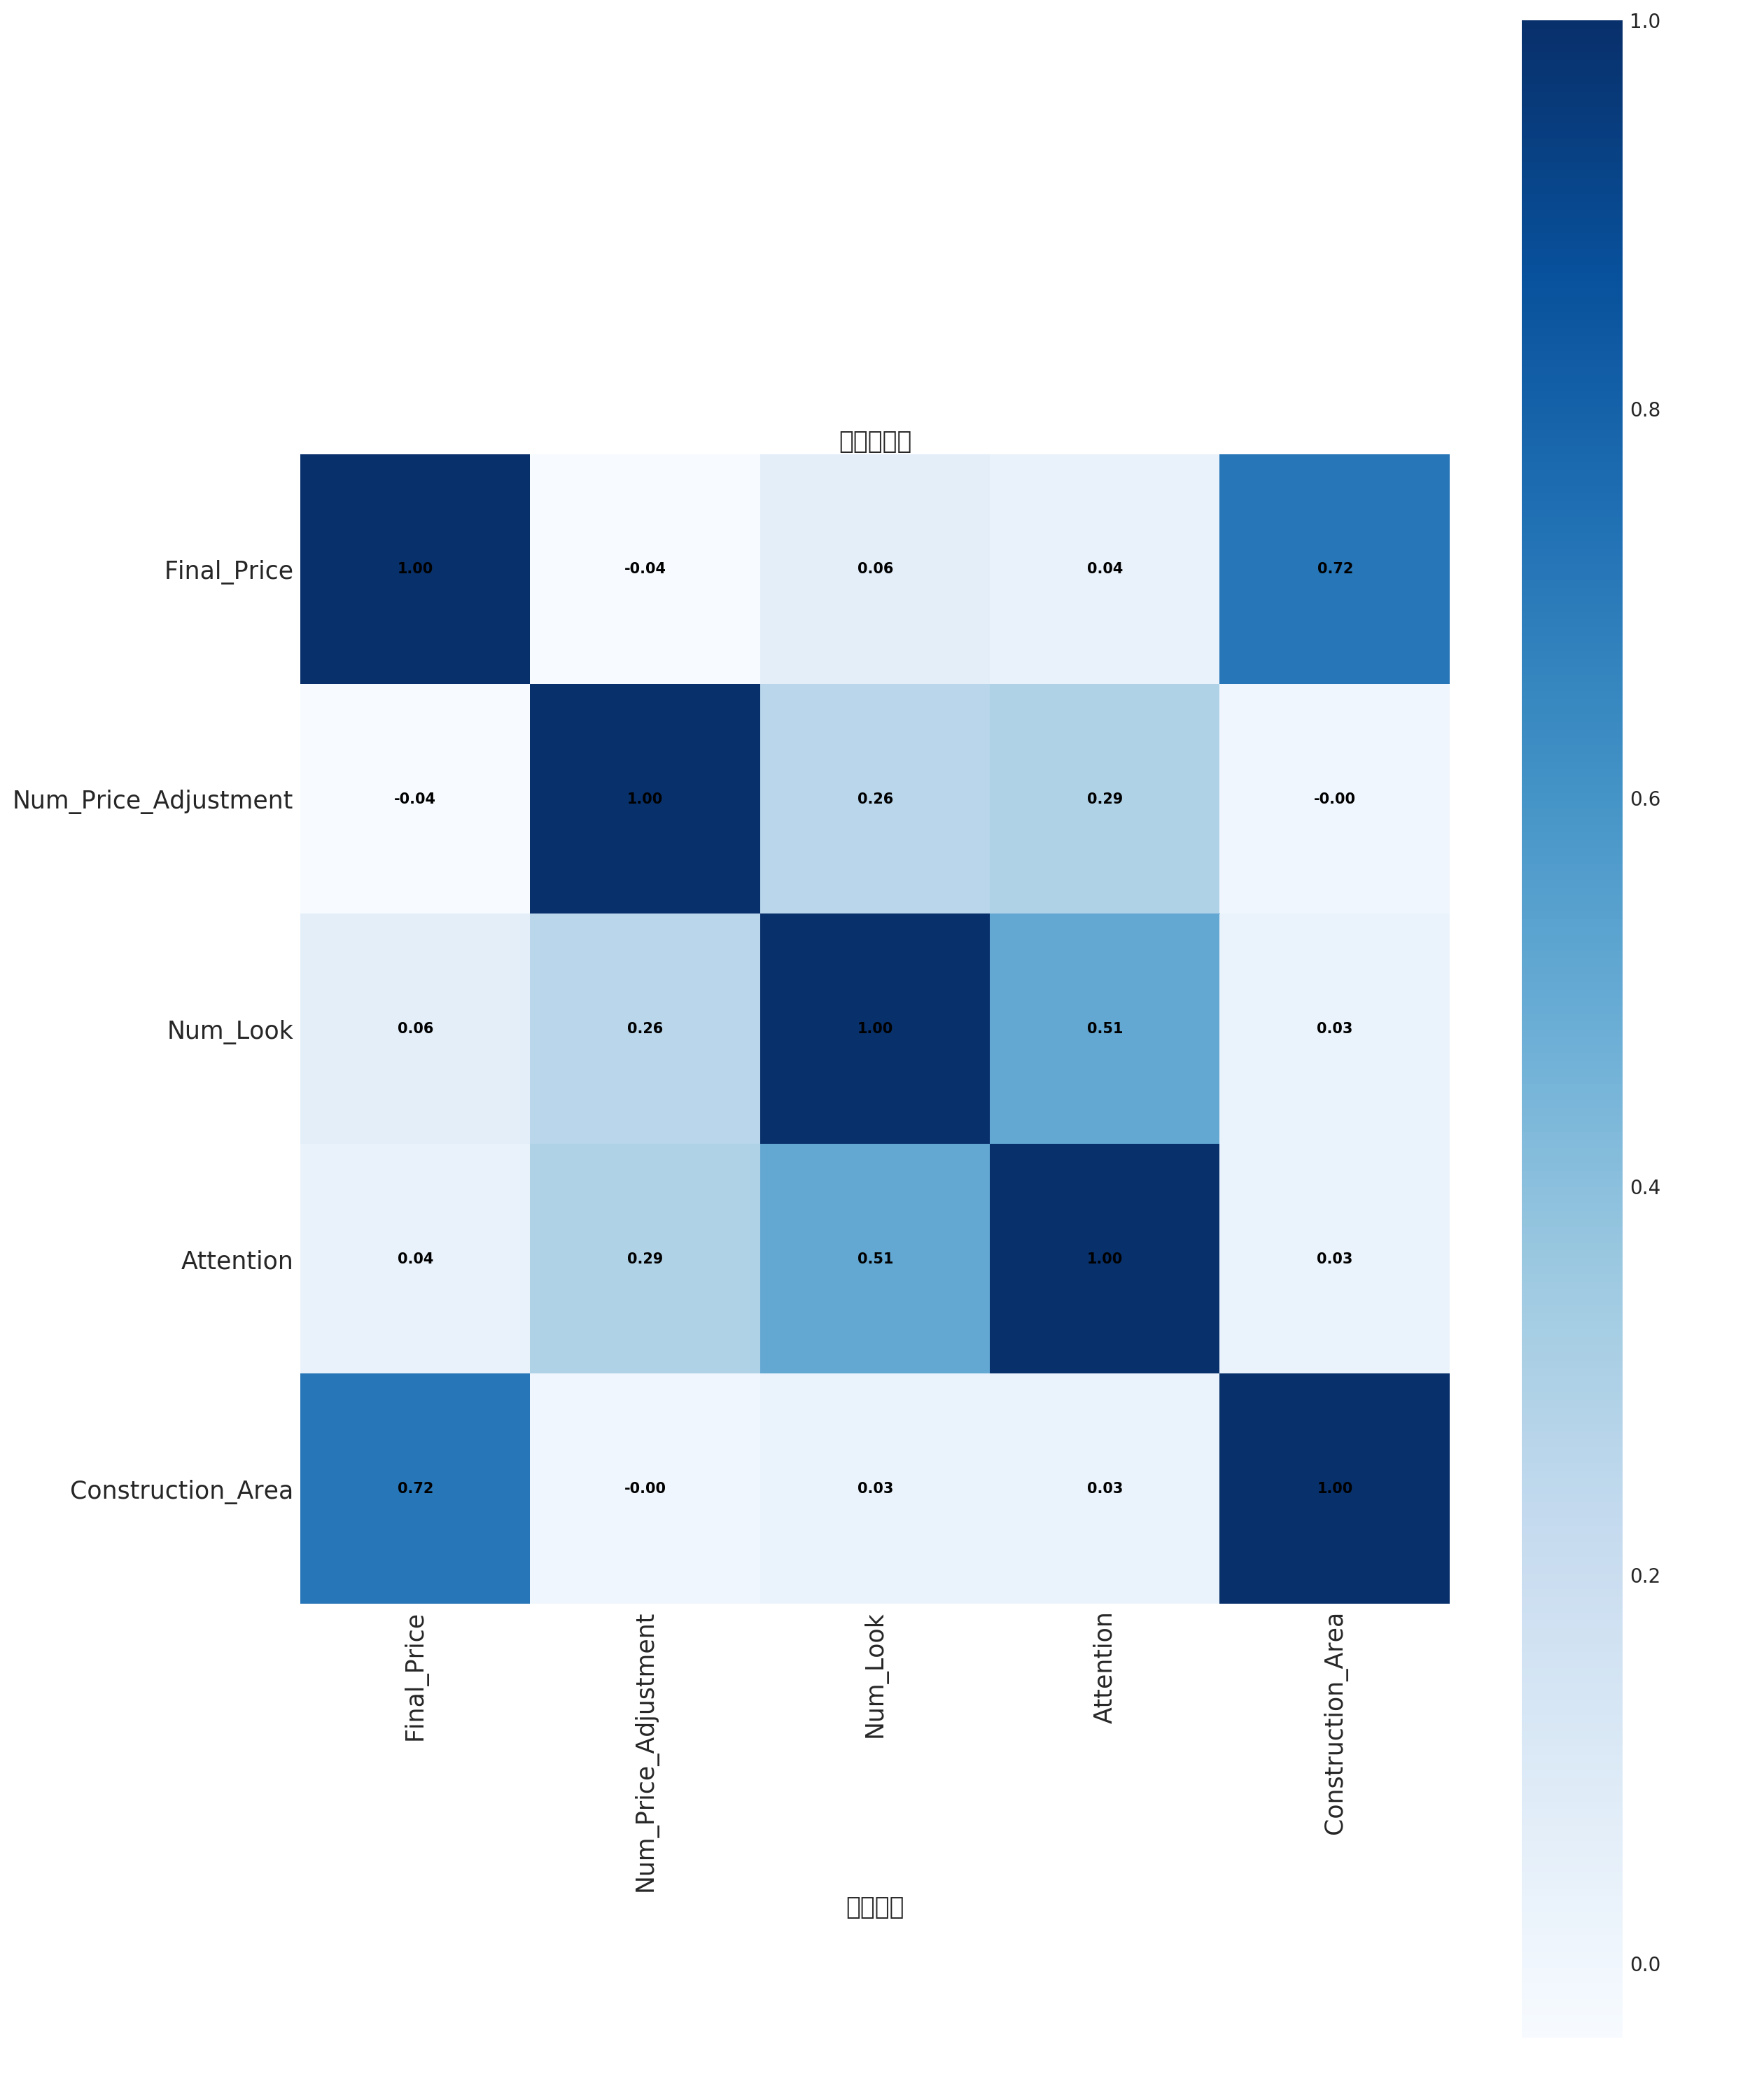 1.0
0.8
0.6
0.4
0.2
0.0
Final_Price 1.00 -0.04 0.06 0.04 0.72
Num_Price_Adjustment -0.04 1.00 0.26 0.29 -0.00
Num_Look 0.06 0.26 1.00 0.51 0.03
Attention 0.04 0.29 0.51 1.00 0.03
Construction_Area 0.72 -0.00 0.03 0.03 1.00
Final_Price
Num_Price_Adjustment
Num_Look
Attention
Construction_Area